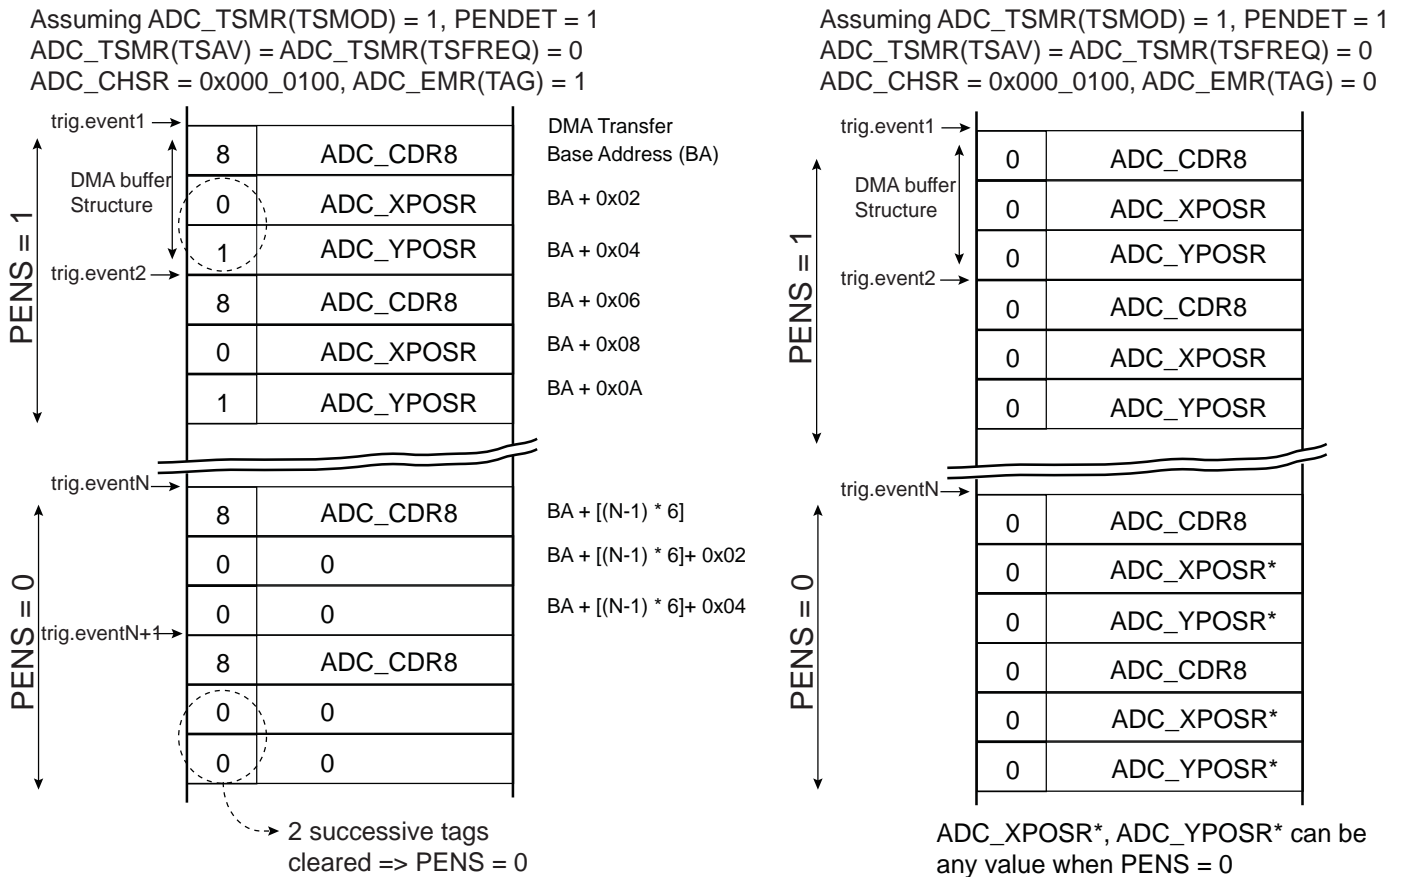 Assuming ADC_TSMR(TSMOD) = 1, PENDET = 1
ADC_TSMR(TSAV) = ADC_TSMR(TSFREQ) = 0
ADC_CHSR = 0x000_0100, ADC_EMR(TAG) = 1
trig.event1
DMA Transfer
8 ADC_CDR8 Base Address (BA)
DMA buffer
Structure
0 ADC_XPOSR BA + 0x02
1 ADC_YPOSR BA + 0x04
PENS = 1
trig.event2
8 ADC_CDR8 BA + 0x06
0 ADC_XPOSR BA + 0x08
1 ADC_YPOSR BA + 0x0A
trig.eventN
8 ADC_CDR8 BA + [(N-1) * 6]
0 0 BA + [(N-1) * 6]+ 0x02
0 0 BA + [(N-1) * 6]+ 0x04
PENS = 0
trig.eventN+1
8 ADC_CDR8
0 0
0 0
2 successive tags
cleared => PENS = 0
Assuming ADC_TSMR(TSMOD) = 1, PENDET = 1
ADC_TSMR(TSAV) = ADC_TSMR(TSFREQ) = 0
ADC_CHSR = 0x000_0100, ADC_EMR(TAG) = 0
trig.event1
0 ADC_CDR8
DMA buffer
Structure
0 ADC_XPOSR
0 ADC_YPOSR
PENS = 1
trig.event2
0 ADC_CDR8
0 ADC_XPOSR
0 ADC_YPOSR
trig.eventN
0 ADC_CDR8
0 ADC_XPOSR*
0 ADC_YPOSR*
PENS = 0
0 ADC_CDR8
0 ADC_XPOSR*
0 ADC_YPOSR*
ADC_XPOSR*, ADC_YPOSR* can be
any value when PENS = 0